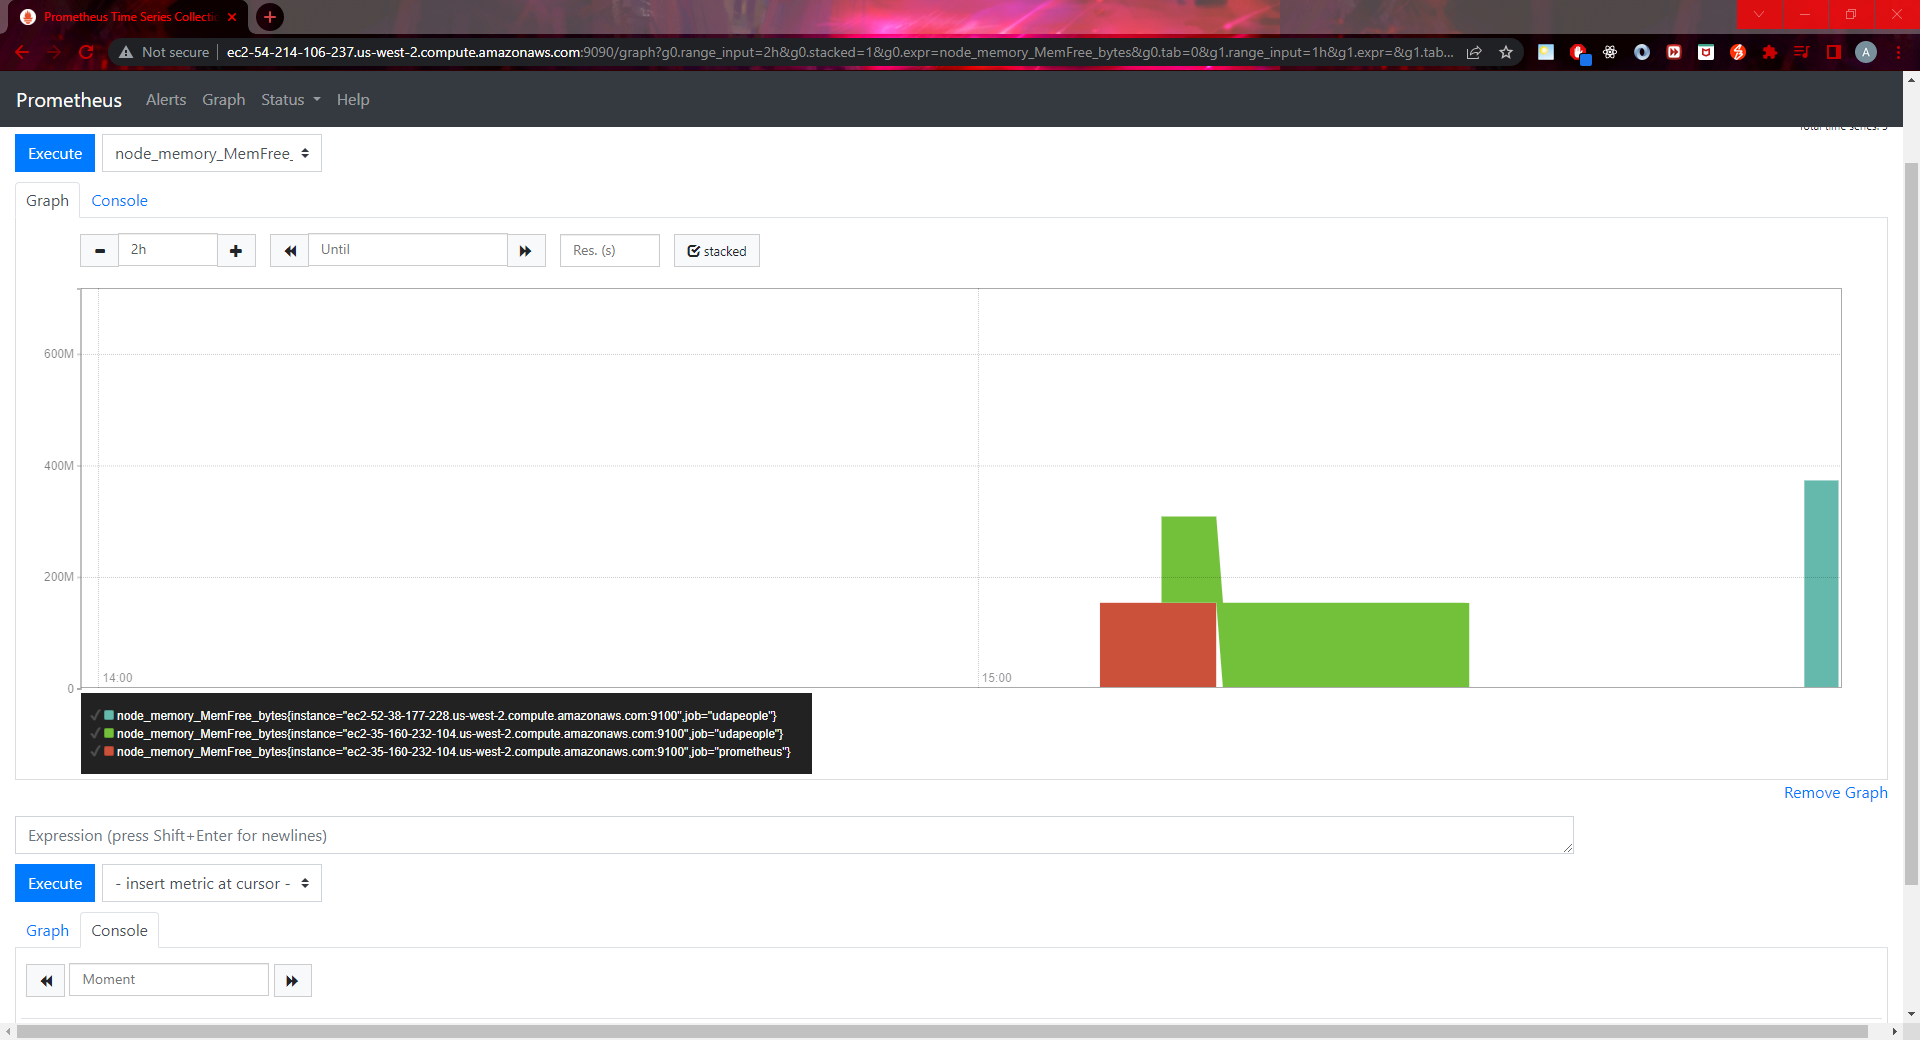 Prometheus Time Series Collectio
Not secure ec2-54-214-106-237.us-west-2.compute.amazonaws.com:9090/graph?g0.range_input=2h&g0.stacked=1&g0.expr=node_memory_MemFree_bytes&g0.tab=0&g1.range_input=1h&g1.expr=&g1.tab... A
Prometheus Alerts Graph Status Help
Total time series: 3
Execute node_memory_MemFree_
Graph Console
2h Until Res. (s) stacked
600M
400M
200M
0
14:00 15:00
node_memory_MemFree_bytes{instance="ec2-52-38-177-228.us-west-2.compute.amazonaws.com:9100",job="udapeople"}
node_memory_MemFree_bytes{instance="ec2-35-160-232-104.us-west-2.compute.amazonaws.com:9100",job="udapeople"}
node_memory_MemFree_bytes{instance="ec2-35-160-232-104.us-west-2.compute.amazonaws.com:9100",job="prometheus"}
Remove Graph
Expression (press Shift+Enter for newlines)
Execute - insert metric at cursor -
Graph Console
Moment